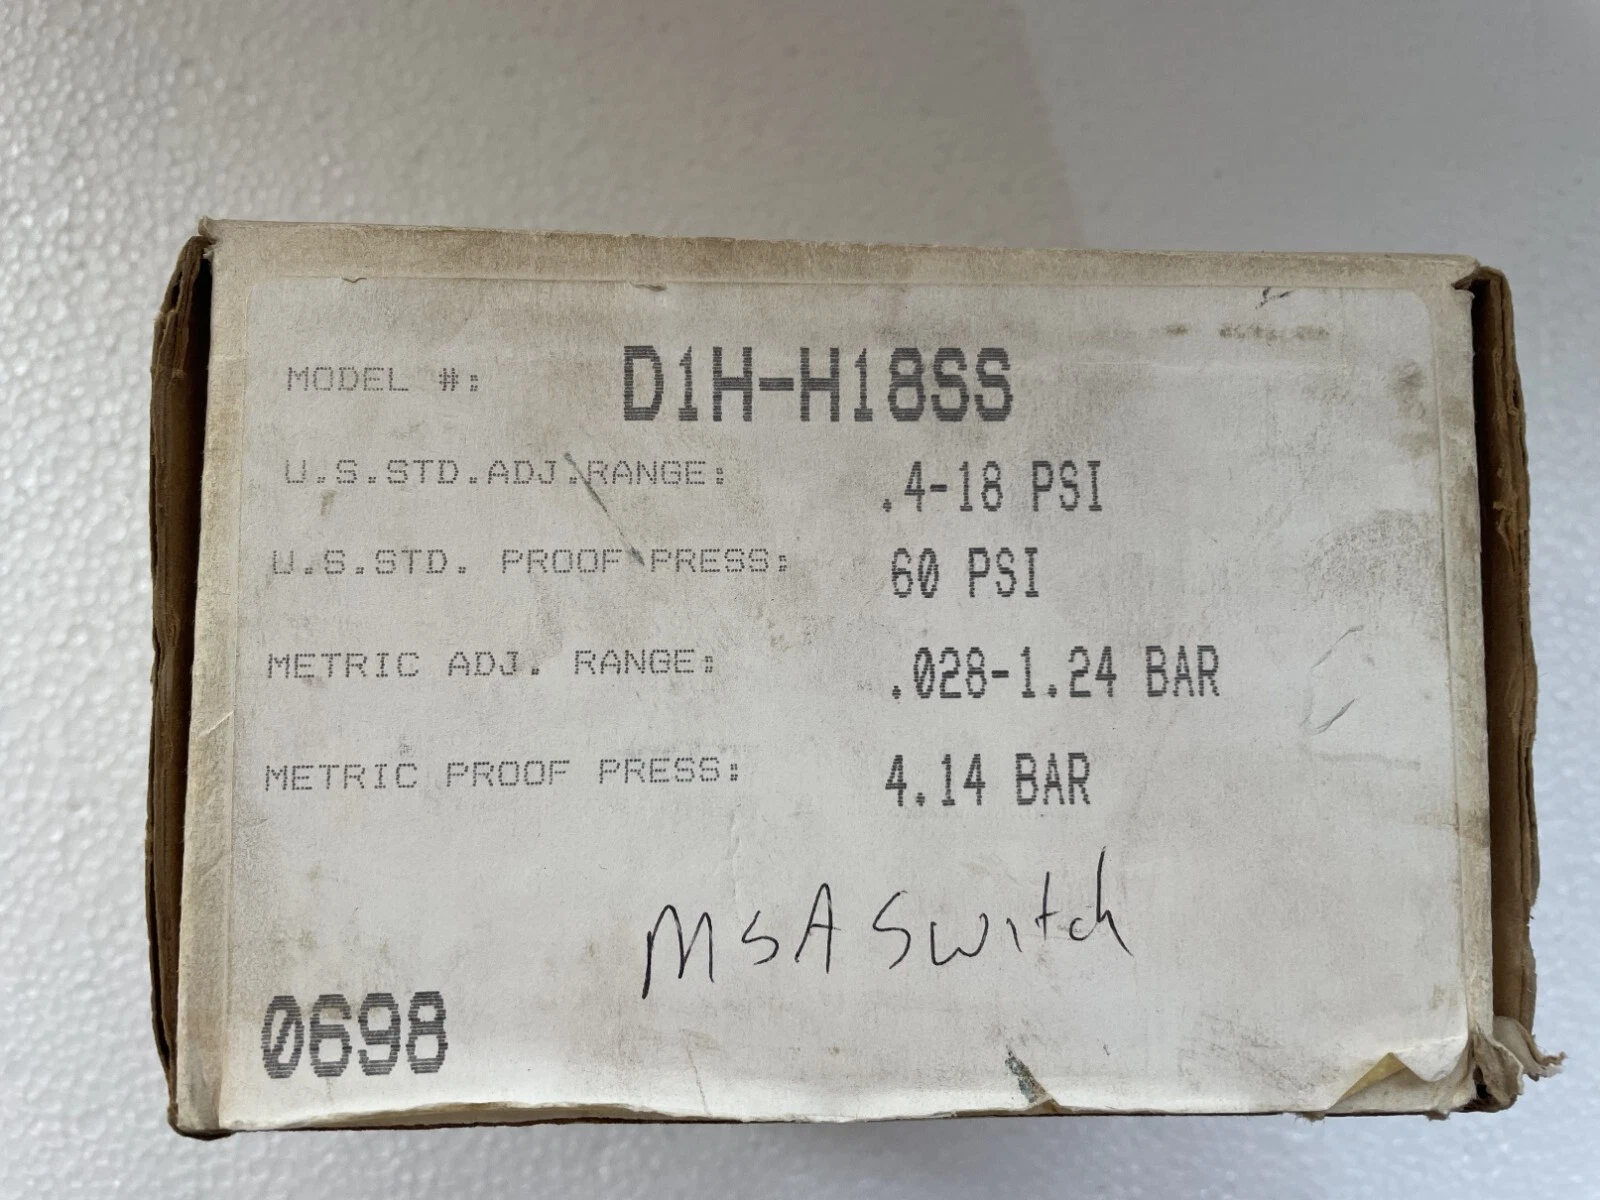 MODEL #: D1H-H18SS
U.S.STD.ADJ.RANGE: .4-18 PSI
U.S.STD. PROOF PRESS: 60 PSI
METRIC ADJ. RANGE: .028-1.24 BAR
METRIC PROOF PRESS: 4.14 BAR
MSA Switch
0698